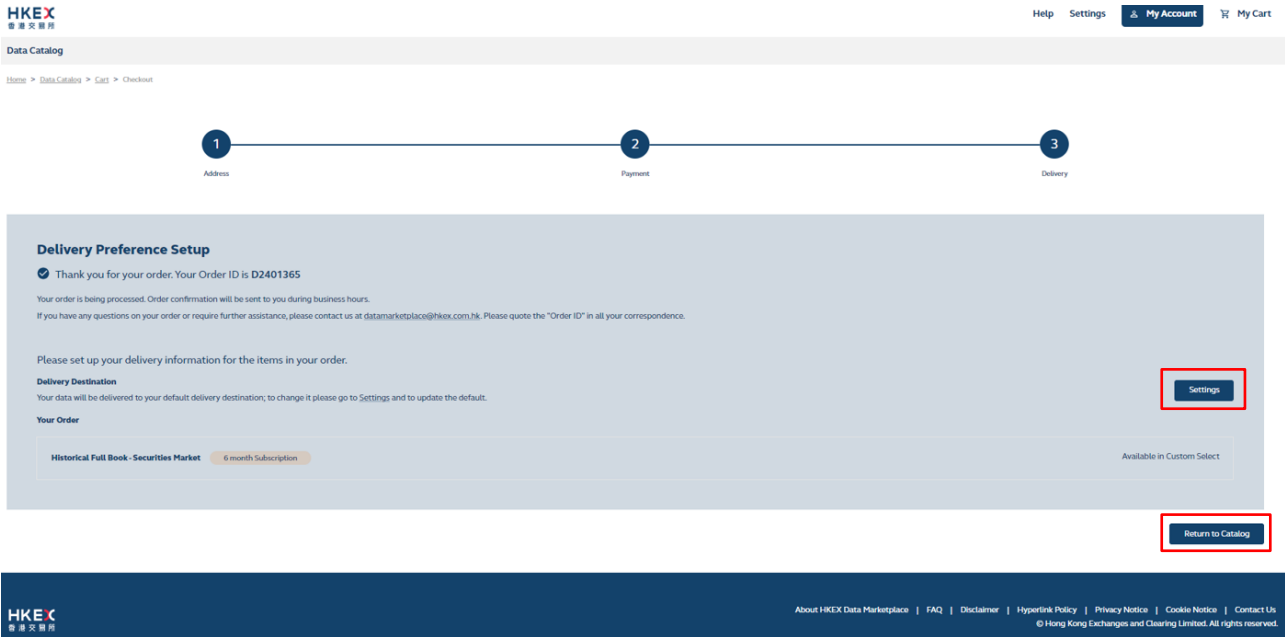 HKEX
香港交易所
Help Settings My Account My Cart
Data Catalog
Home > Data Catalog > Cart > Checkout
1 2 3
Address Payment Delivery
Delivery Preference Setup
Thank you for your order. Your Order ID is D2401365
Your order is being processed. Order confirmation will be sent to you during business hours.
If you have any questions on your order or require further assistance, please contact us at datamarketplace@hkex.com.hk. Please quote the "Order ID" in all your correspondence.
Please set up your delivery information for the items in your order.
Delivery Destination
Settings
Your data will be delivered to your default delivery destination; to change it please go to Settings and to update the default.
Your Order
Historical Full Book - Securities Market 6 month Subscription Available in Custom Select
Return to Catalog
HKEX
香港交易所
About HKEX Data Marketplace | FAQ | Disclaimer | Hyperlink Policy | Privacy Notice | Cookie Notice | Contact Us
© Hong Kong Exchanges and Clearing Limited. All rights reserved.